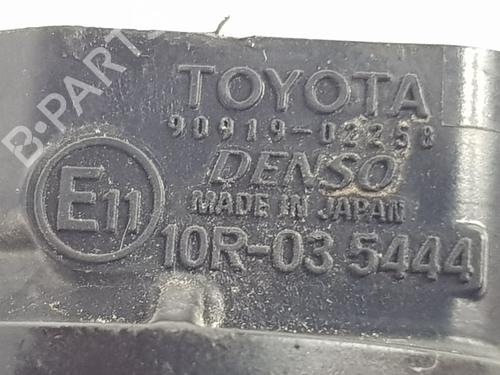 B-PARTS
TOYOTA
90919-02258
DENSO
MADE IN JAPAN
E11
10R-03 5444